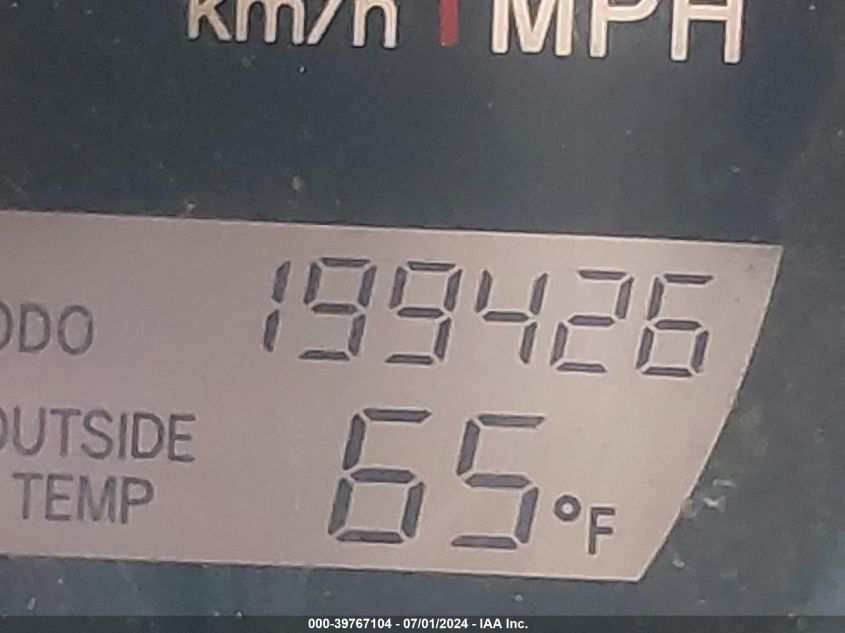 km/h MPH
ODO 199426
OUTSIDE
TEMP 65°F
000-39767104 - 07/01/2024 - IAA Inc.